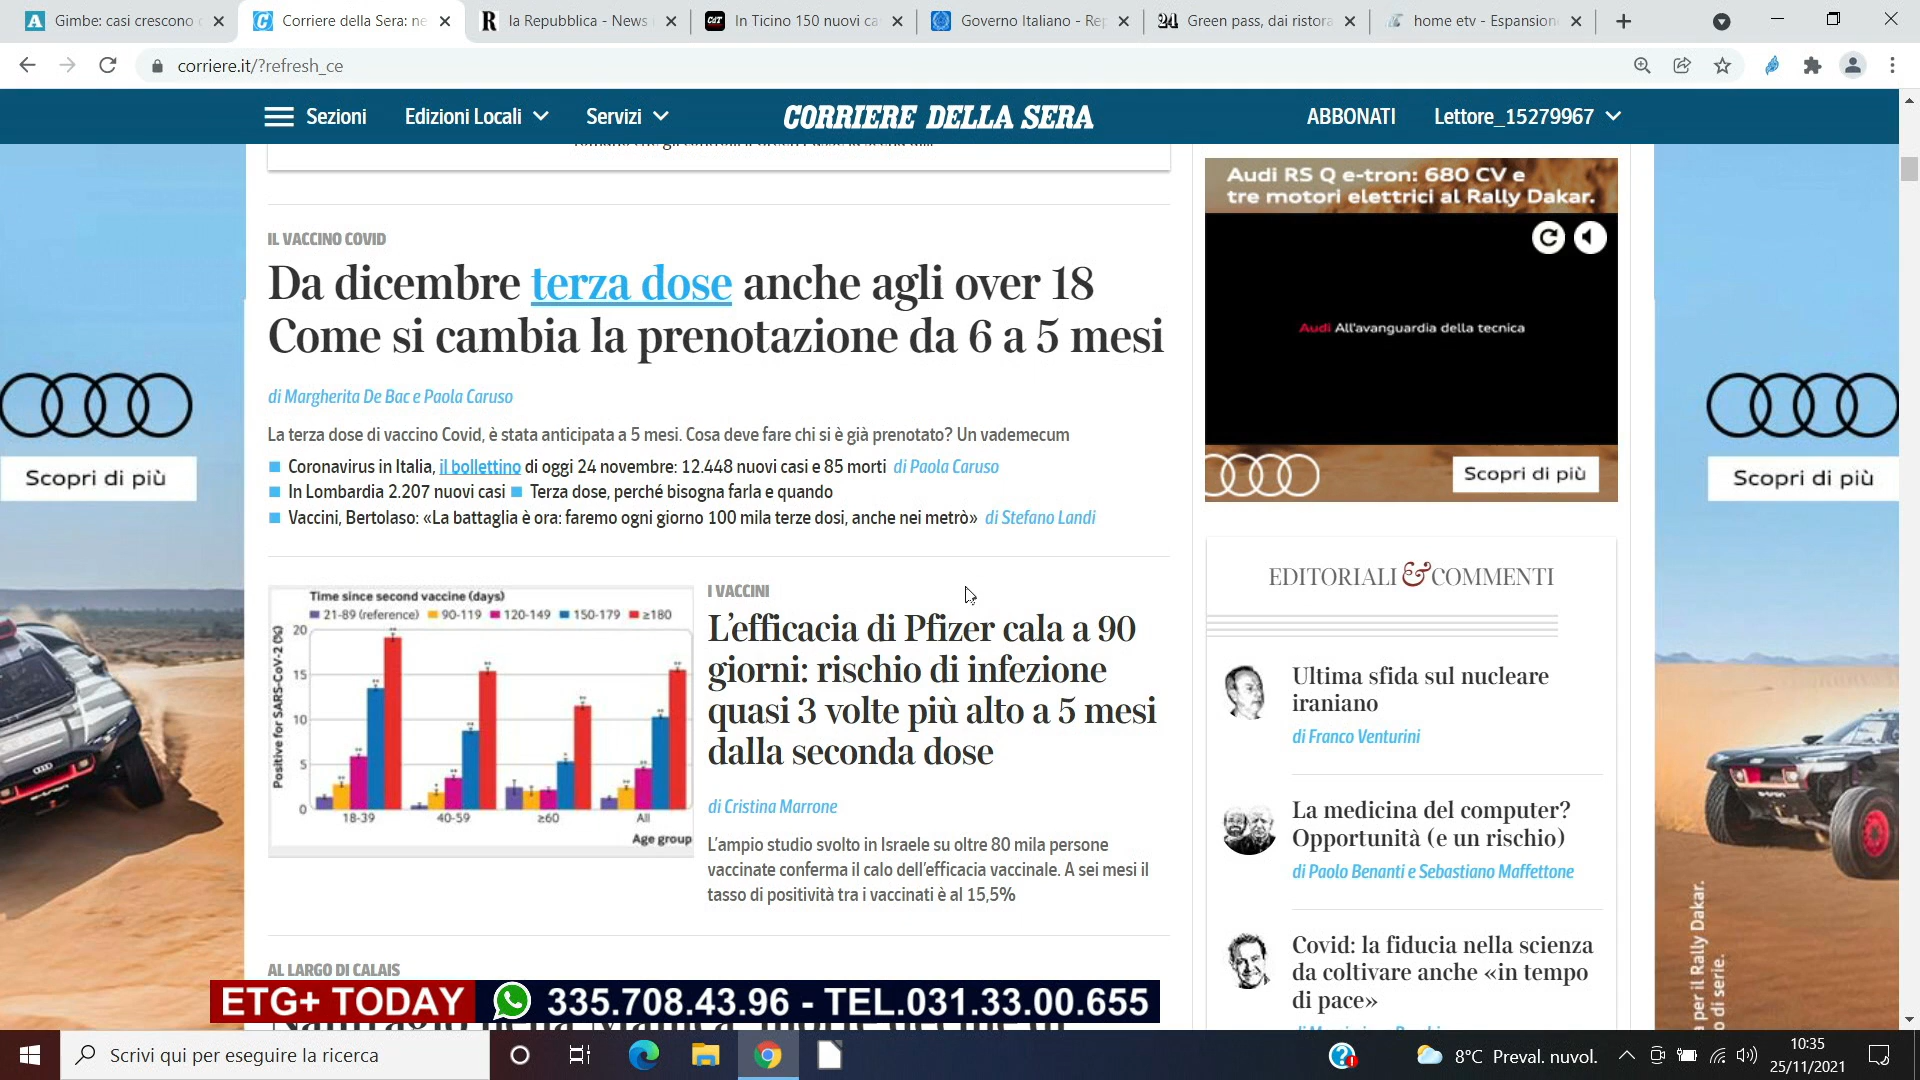 Gimbe: casi crescono
Corriere della Sera: ne
la Repubblica - News
In Ticino 150 nuovi ca
Governo Italiano - Rep
Green pass, dai ristora
home etv - Espansion
corriere.it/?refresh_ce
Sezioni
Edizioni Locali
Servizi
CORRIERE DELLA SERA
ABBONATI
Lettore_15279967
IL VACCINO COVID
Da dicembre terza dose anche agli over 18
Come si cambia la prenotazione da 6 a 5 mesi
di Margherita De Bac e Paola Caruso
La terza dose di vaccino Covid, è stata anticipata a 5 mesi. Cosa deve fare chi si è già prenotato? Un vademecum
Coronavirus in Italia, il bollettino di oggi 24 novembre: 12.448 nuovi casi e 85 morti di Paola Caruso
In Lombardia 2.207 nuovi casi Terza dose, perché bisogna farla e quando
Vaccini, Bertolaso: «La battaglia è ora: faremo ogni giorno 100 mila terze dosi, anche nei metrò» di Stefano Landi
Time since second vaccine (days)
21-89 (reference) 90-119 120-149 150-179 ≥180
Positive for SARS-CoV-2 (%)
20
15
10
5
0
18-39 40-59 ≥60 All
Age group
I VACCINI
L'efficacia di Pfizer cala a 90
giorni: rischio di infezione
quasi 3 volte più alto a 5 mesi
dalla seconda dose
di Cristina Marrone
L'ampio studio svolto in Israele su oltre 80 mila persone
vaccinate conferma il calo dell'efficacia vaccinale. A sei mesi il
tasso di positività tra i vaccinati è al 15,5%
AL LARGO DI CALAIS
Audi RS Q e-tron: 680 CV e
tre motori elettrici al Rally Dakar.
Audi All'avanguardia della tecnica
Scopri di più
Scopri di più
Scopri di più
EDITORIALI & COMMENTI
Ultima sfida sul nucleare
iraniano
di Franco Venturini
La medicina del computer?
Opportunità (e un rischio)
di Paolo Benanti e Sebastiano Maffettone
Covid: la fiducia nella scienza
da coltivare anche «in tempo
di pace»
per il Rally Dakar.
o di serie.
ETG+ TODAY 335.708.43.96 - TEL.031.33.00.655
Scrivi qui per eseguire la ricerca
8°C Preval. nuvol.
10:35
25/11/2021